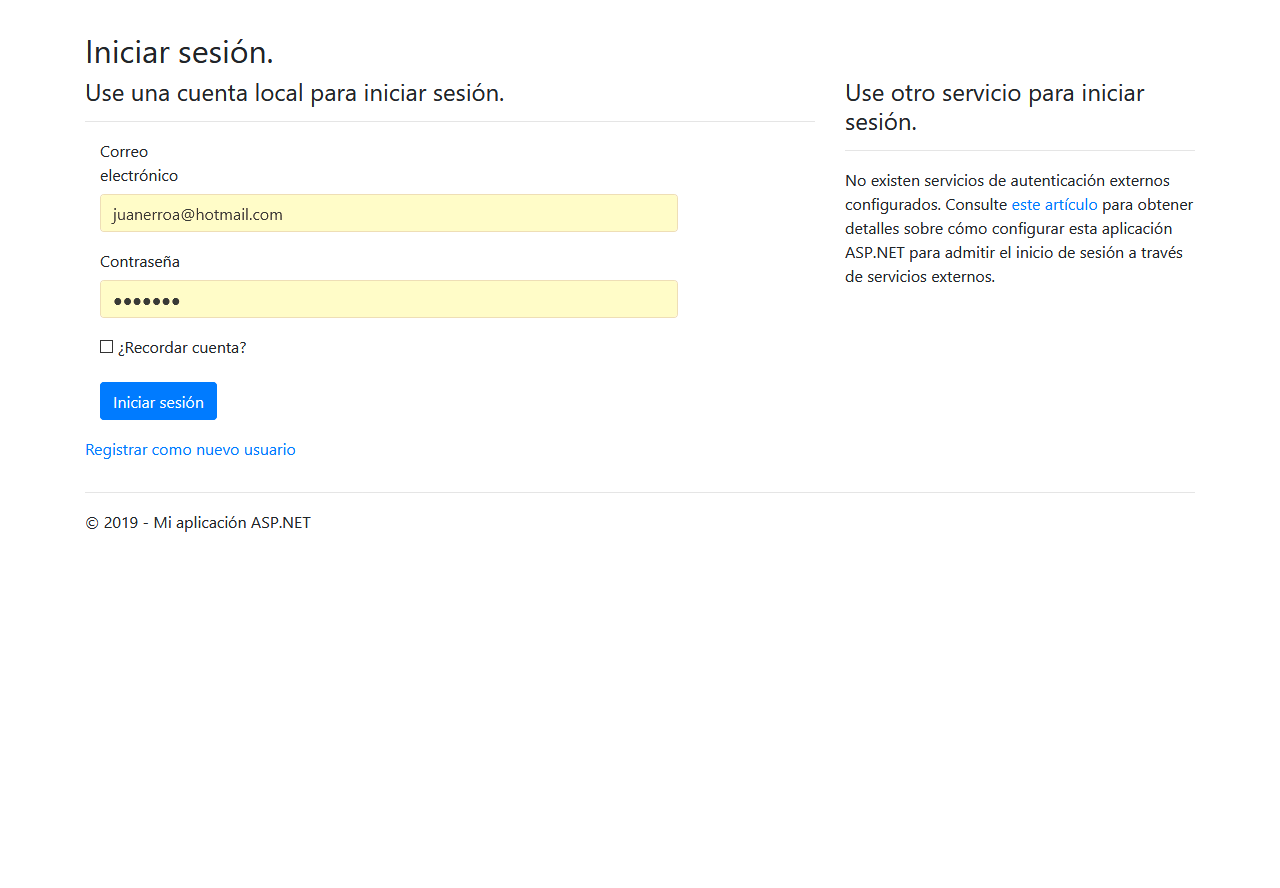 Iniciar sesión.
Use una cuenta local para iniciar sesión.
Correo
electrónico
juanerroa@hotmail.com
Contraseña
●●●●●●●
¿Recordar cuenta?
Iniciar sesión
Registrar como nuevo usuario
Use otro servicio para iniciar
sesión.
No existen servicios de autenticación externos
configurados. Consulte este artículo para obtener
detalles sobre cómo configurar esta aplicación
ASP.NET para admitir el inicio de sesión a través
de servicios externos.
© 2019 - Mi aplicación ASP.NET